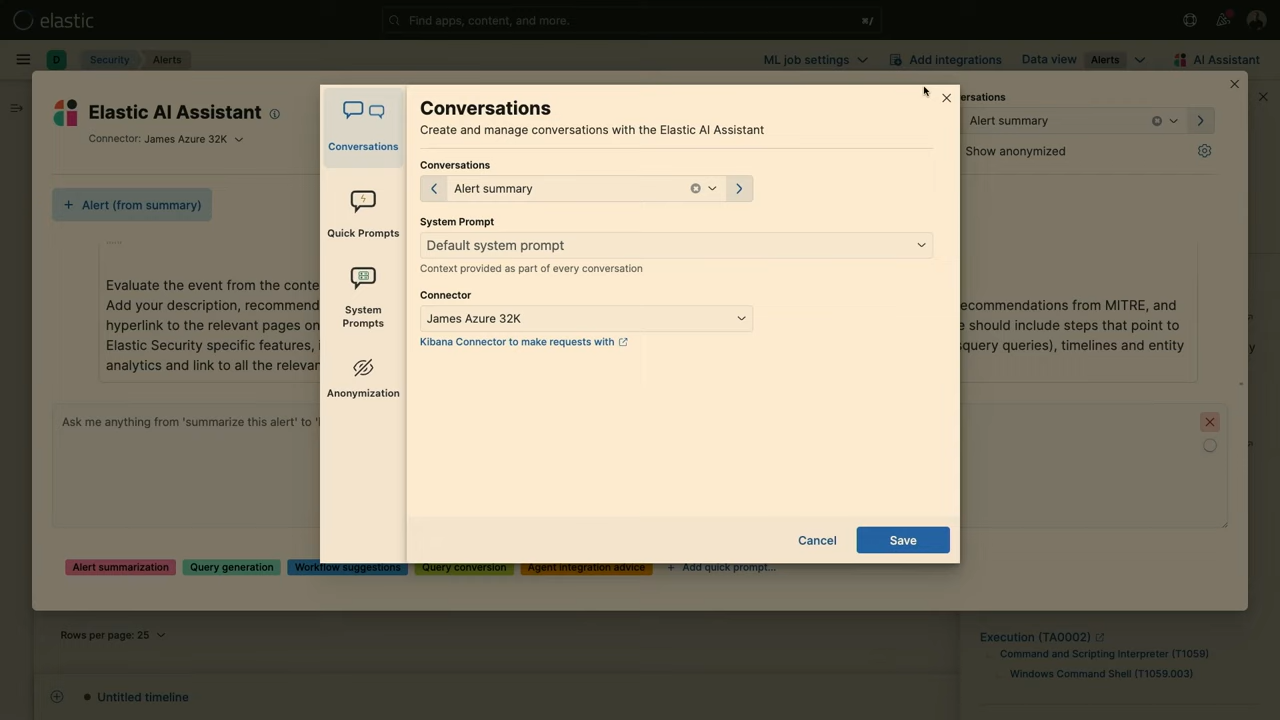 elastic
Find apps, content, and more.
⌘/
D
Security
Alerts
ML job settings
Add integrations
Data view
Alerts
AI Assistant
Elastic AI Assistant
Connector: James Azure 32K
ersations
Alert summary
Show anonymized
+ Alert (from summary)
Evaluate the event from the conte
Add your description, recommend
hyperlink to the relevant pages on
Elastic Security specific features, i
analytics and link to all the relevan
ecommendations from MITRE, and
e should include steps that point to
squery queries), timelines and entity
Ask me anything from 'summarize this alert' to '
Conversations
Quick Prompts
System
Prompts
Anonymization
Conversations
Create and manage conversations with the Elastic AI Assistant
Conversations
Alert summary
System Prompt
Default system prompt
Context provided as part of every conversation
Connector
James Azure 32K
Kibana Connector to make requests with
Cancel
Save
Alert summarization
Query generation
Workflow suggestions
Query conversion
Agent integration advice
+ Add quick prompt...
Rows per page: 25
Execution (TA0002)
Command and Scripting Interpreter (T1059)
Windows Command Shell (T1059.003)
Untitled timeline